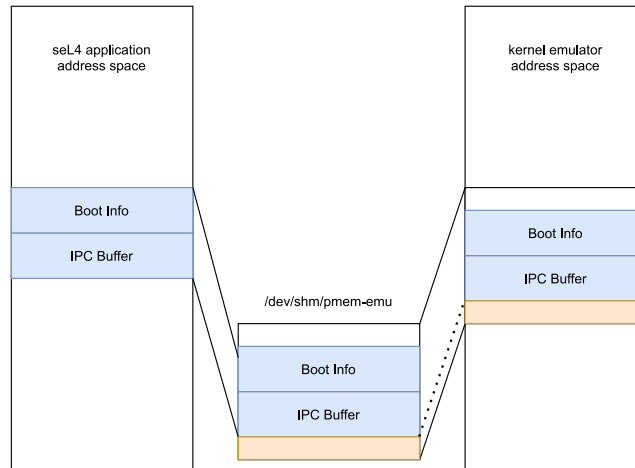 seL4 application
address space
kernel emulator
address space
Boot Info
IPC Buffer
/dev/shm/pmem-emu
Boot Info
IPC Buffer
Boot Info
IPC Buffer